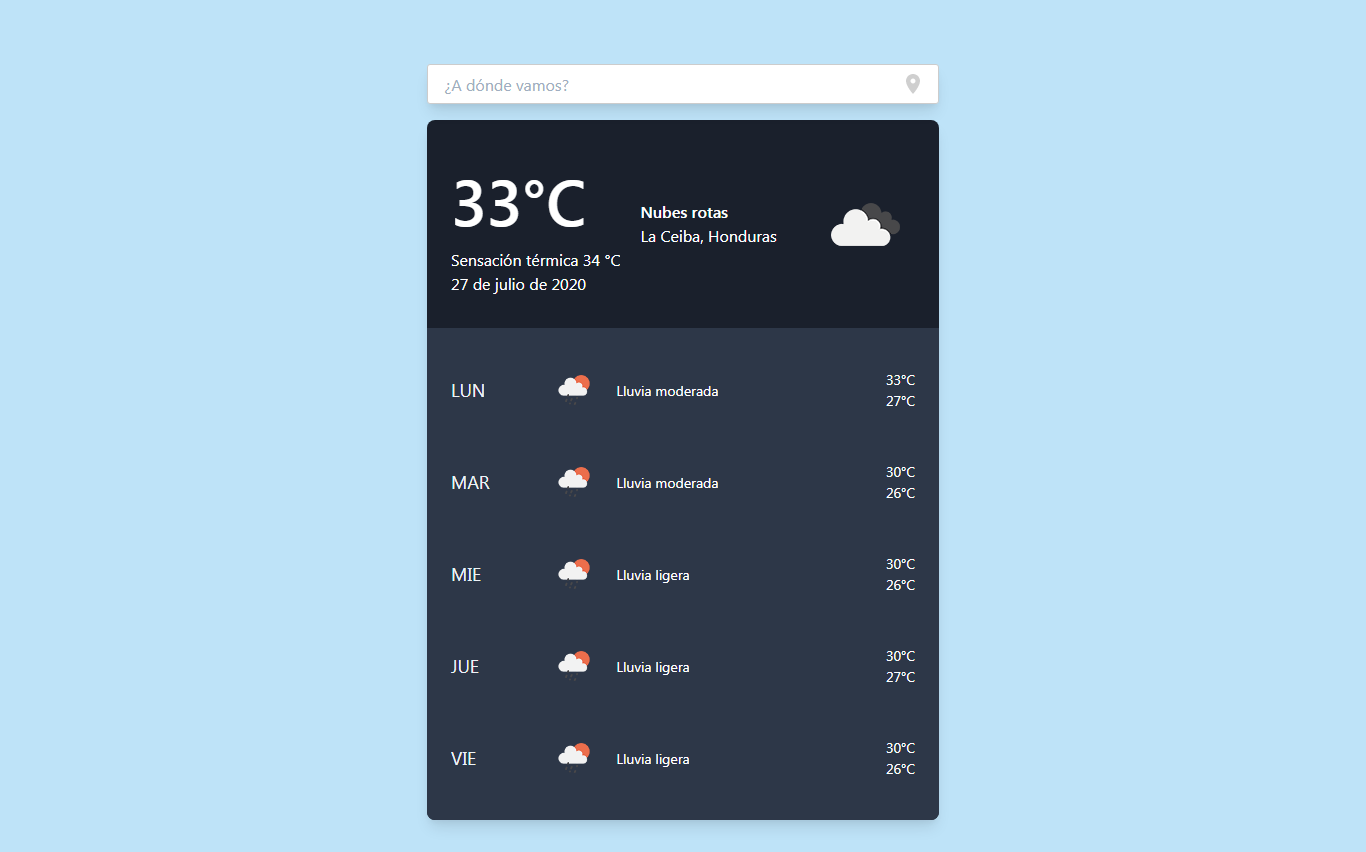 ¿A dónde vamos?
33°C
Sensación térmica 34 °C
27 de julio de 2020
Nubes rotas
La Ceiba, Honduras
LUN
Lluvia moderada
33°C
27°C
MAR
Lluvia moderada
30°C
26°C
MIE
Lluvia ligera
30°C
26°C
JUE
Lluvia ligera
30°C
27°C
VIE
Lluvia ligera
30°C
26°C